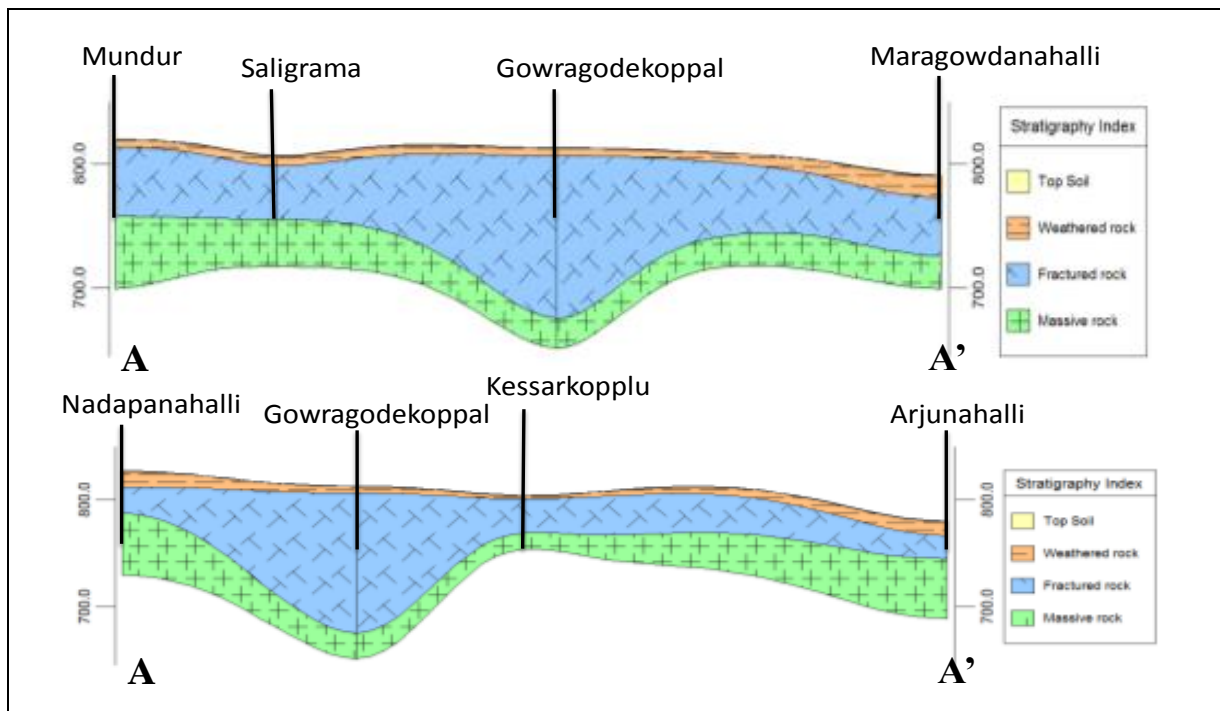 Mundur
Saligrama
Gowragodekoppal
Maragowdanahalli
800.0
700.0
800.0
700.0
Stratigraphy Index
Top Soil
Weathered rock
Fractured rock
Massive rock
A
A’
Nadapanahalli
Gowragodekoppal
Kessarkopplu
Arjunahalli
800.0
700.0
800.0
700.0
Stratigraphy Index
Top Soil
Weathered rock
Fractured rock
Massive rock
A
A’